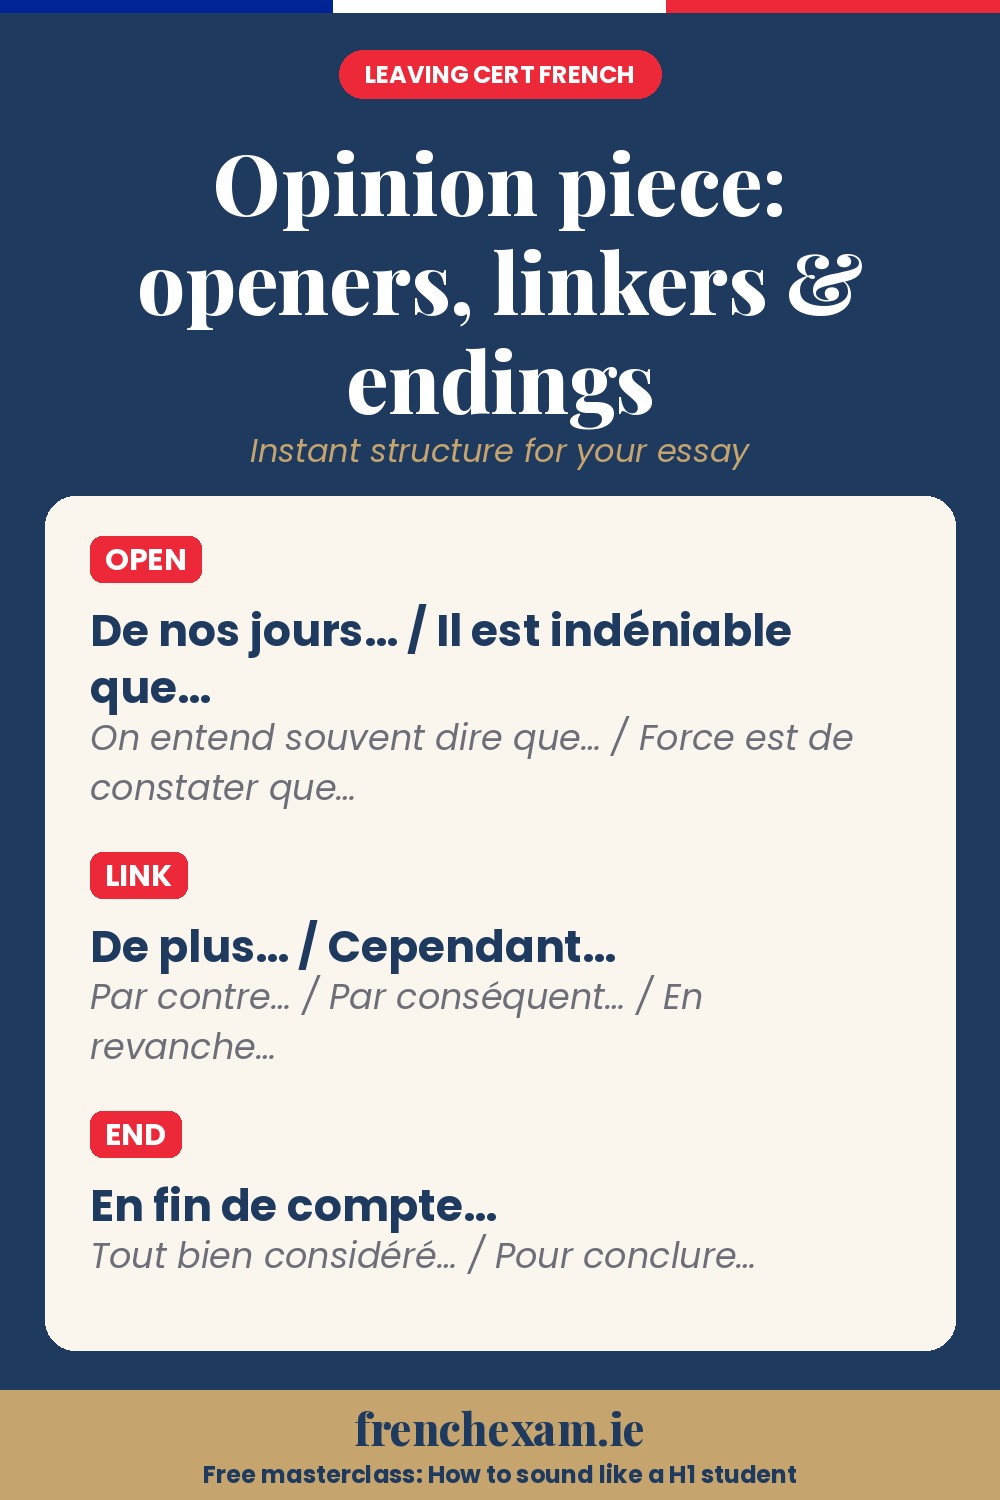 LEAVING CERT FRENCH
Opinion piece:
openers, linkers &
endings
Instant structure for your essay
OPEN
De nos jours... / Il est indéniable
que...
On entend souvent dire que... / Force est de
constater que...
LINK
De plus... / Cependant...
Par contre... / Par conséquent... / En
revanche...
END
En fin de compte...
Tout bien considéré... / Pour conclure...
frenchexam.ie
Free masterclass: How to sound like a H1 student